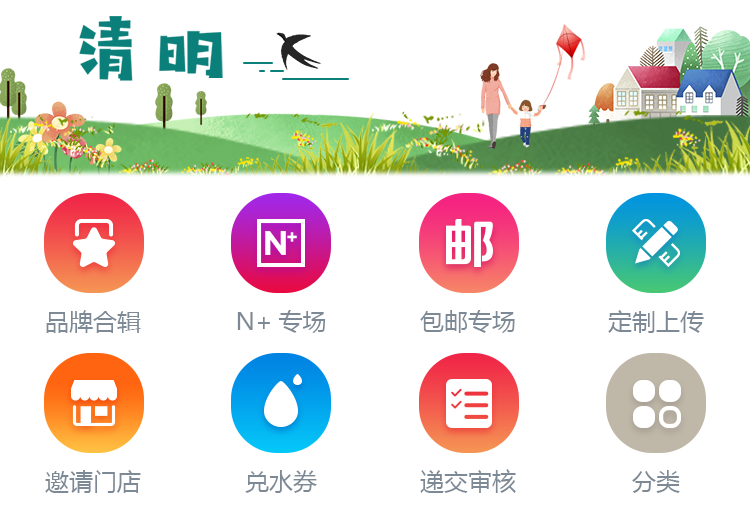 清明
N+
邮
品牌合辑
N+ 专场
包邮专场
定制上传
邀请门店
兑水券
递交审核
分类